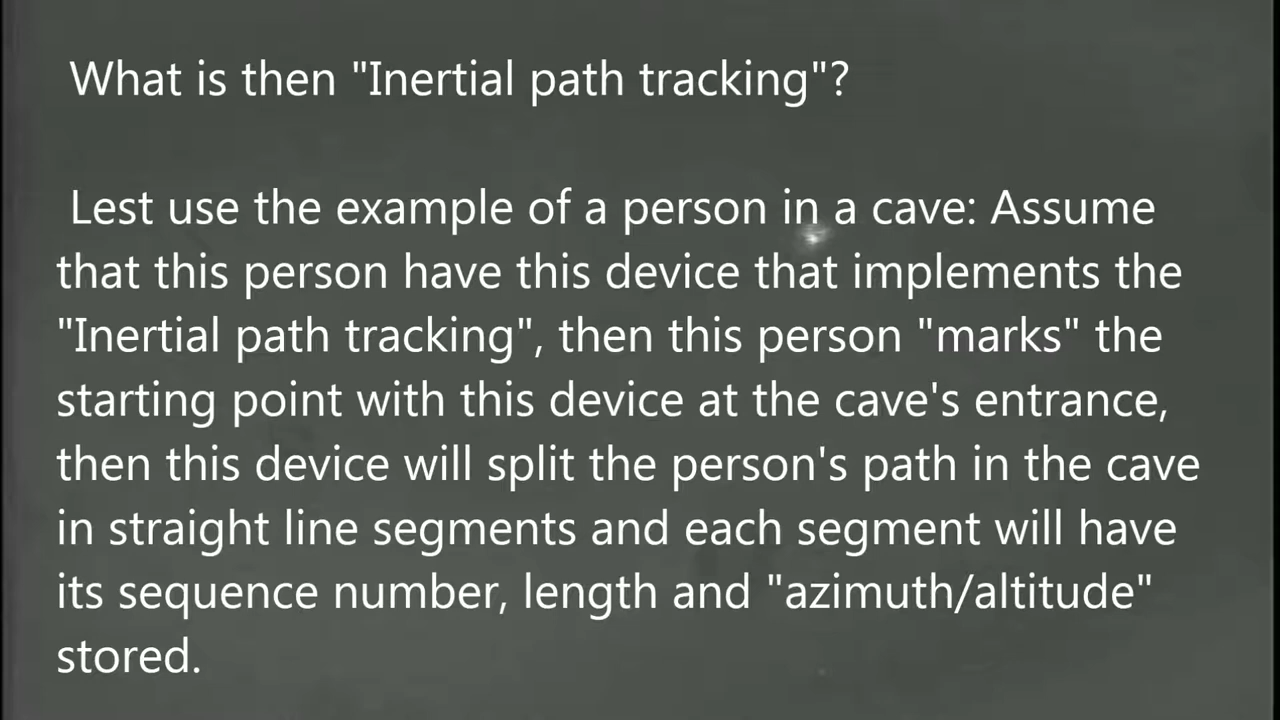 What is then "Inertial path tracking"?
Lest use the example of a person in a cave: Assume
that this person have this device that implements the
"Inertial path tracking", then this person "marks" the
starting point with this device at the cave's entrance,
then this device will split the person's path in the cave
in straight line segments and each segment will have
its sequence number, length and "azimuth/altitude"
stored.